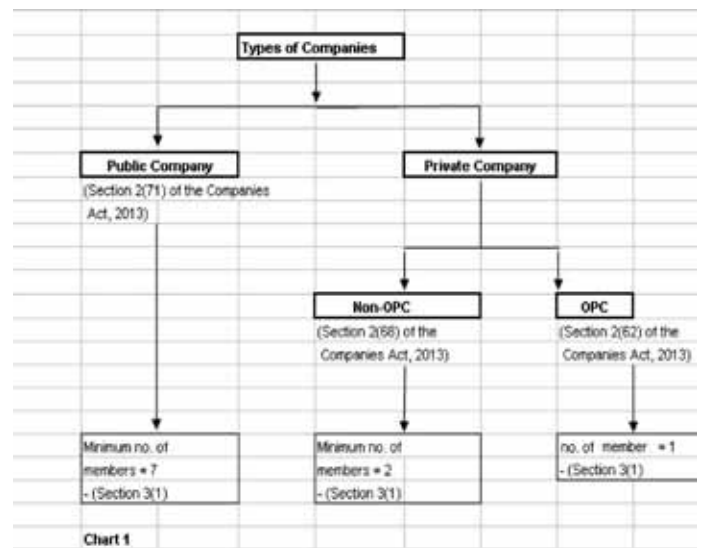 Types of Companies
Public Company
Private Company
(Section 2(71) of the Companies
Act, 2013)
Non-OPC
OPC
(Section 2(68) of the
Companies Act, 2013)
(Section 2(62) of the
Companies Act, 2013)
Minimum no. of
members = 7
- (Section 3(1)
Minimum no. of
members = 2
- (Section 3(1)
no. of member = 1
- (Section 3(1)
Chart 1